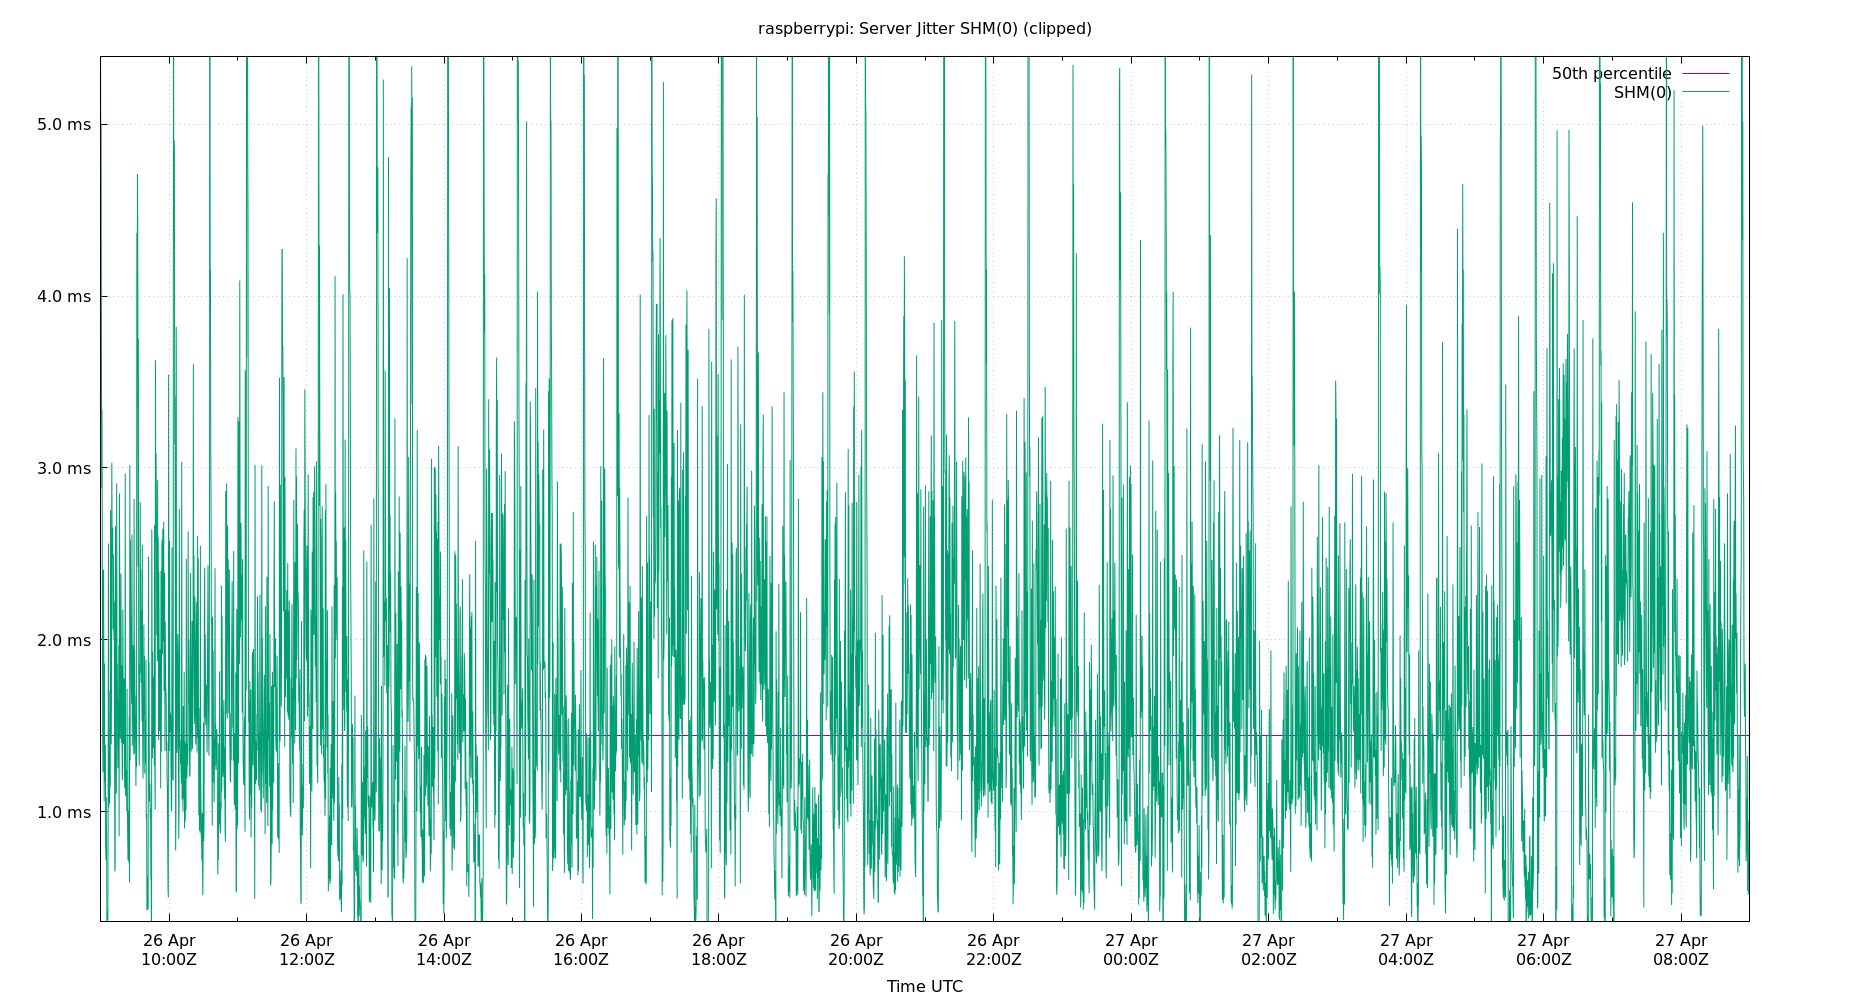 raspberrypi: Server Jitter SHM(0) (clipped)
50th percentile
SHM(0)
5.0 ms
4.0 ms
3.0 ms
2.0 ms
1.0 ms
26 Apr 26 Apr 26 Apr 26 Apr 26 Apr 26 Apr 26 Apr 27 Apr 27 Apr 27 Apr 27 Apr 27 Apr
10:00Z 12:00Z 14:00Z 16:00Z 18:00Z 20:00Z 22:00Z 00:00Z 02:00Z 04:00Z 06:00Z 08:00Z
Time UTC